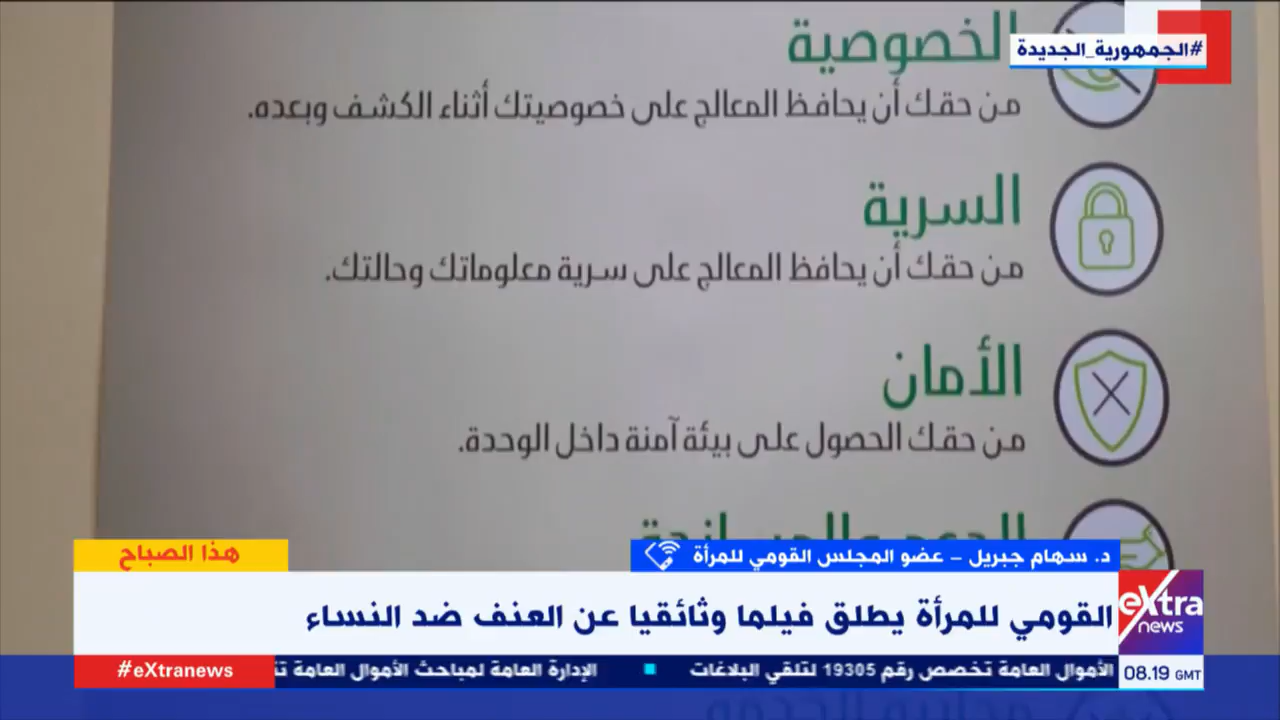 #الجمهورية_الجديدة
الخصوصية
من حقك أن يحافظ المعالج على خصوصيتك أثناء الكشف وبعده.
السرية
من حقك أن يحافظ المعالج على سرية معلوماتك وحالتك.
الأمان
من حقك الحصول على بيئة آمنة داخل الوحدة.
هذا الصباح
د. سهام جبريل – عضو المجلس القومي للمرأة
القومي للمرأة يطلق فيلما وثائقيا عن العنف ضد النساء
eXtra news
#eXtranews
الأموال العامة تخصص رقم 19305 لتلقي البلاغات
الإدارة العامة لمباحث الأموال العامة
08.19 GMT